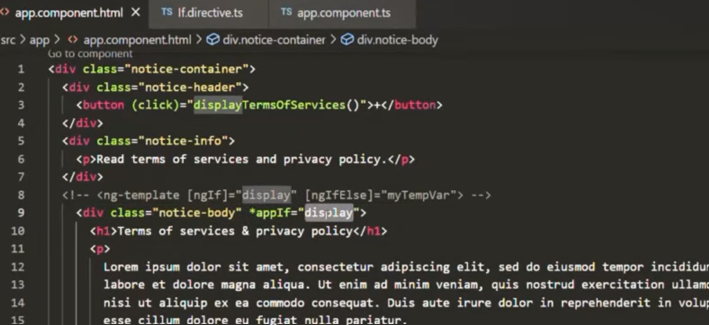 app.component.html If.directive.ts app.component.ts
src > app > app.component.html > div.notice-container > div.notice-body
Go to component
1 <div class="notice-container">
2 <div class="notice-header">
3 <button (click)="displayTermsOfServices()">+</button>
4 </div>
5 <div class="notice-info">
6 <p>Read terms of services and privacy policy.</p>
7 </div>
8 <!-- <ng-template [ngIf]="display" [ngIfElse]="myTempVar"> -->
9 <div class="notice-body" *appIf="display">
10 <h1>Terms of services & privacy policy</h1>
11 <p>
12 Lorem ipsum dolor sit amet, consectetur adipiscing elit, sed do eiusmod tempor incididun
13 labore et dolore magna aliqua. Ut enim ad minim veniam, quis nostrud exercitation ullamc
14 nisi ut aliquip ex ea commodo consequat. Duis aute irure dolor in reprehenderit in volup
15 esse cillum dolore eu fugiat nulla pariatur.